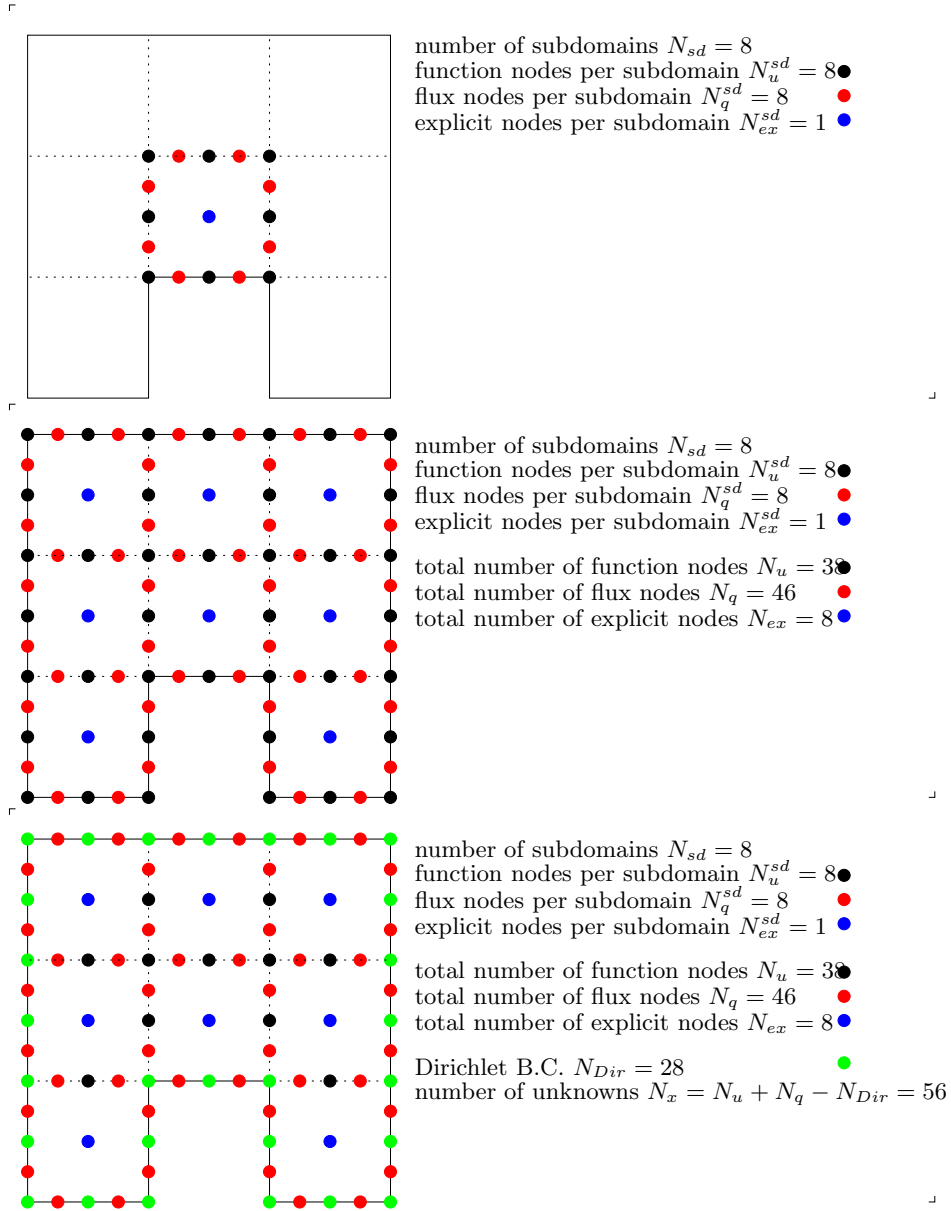 number of subdomains N_{sd} = 8
function nodes per subdomain N_u^{sd} = 8
flux nodes per subdomain N_q^{sd} = 8
explicit nodes per subdomain N_{ex}^{sd} = 1
number of subdomains N_{sd} = 8
function nodes per subdomain N_u^{sd} = 8
flux nodes per subdomain N_q^{sd} = 8
explicit nodes per subdomain N_{ex}^{sd} = 1
total number of function nodes N_u = 38
total number of flux nodes N_q = 46
total number of explicit nodes N_{ex} = 8
number of subdomains N_{sd} = 8
function nodes per subdomain N_u^{sd} = 8
flux nodes per subdomain N_q^{sd} = 8
explicit nodes per subdomain N_{ex}^{sd} = 1
total number of function nodes N_u = 38
total number of flux nodes N_q = 46
total number of explicit nodes N_{ex} = 8
Dirichlet B.C. N_{Dir} = 28
number of unknowns N_x = N_u + N_q − N_{Dir} = 56